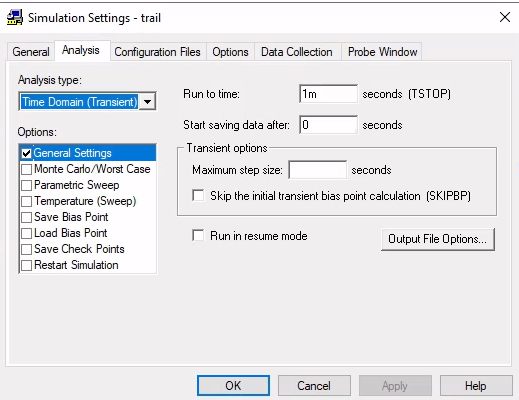 Simulation Settings - trail
General Analysis Configuration Files Options Data Collection Probe Window
Analysis type:
Time Domain (Transient)
Options:
General Settings
Monte Carlo/Worst Case
Parametric Sweep
Temperature (Sweep)
Save Bias Point
Load Bias Point
Save Check Points
Restart Simulation
Run to time: 1m seconds (TSTOP)
Start saving data after: 0 seconds
Transient options
Maximum step size: seconds
Skip the initial transient bias point calculation (SKIPBP)
Run in resume mode
Output File Options...
OK Cancel Apply Help